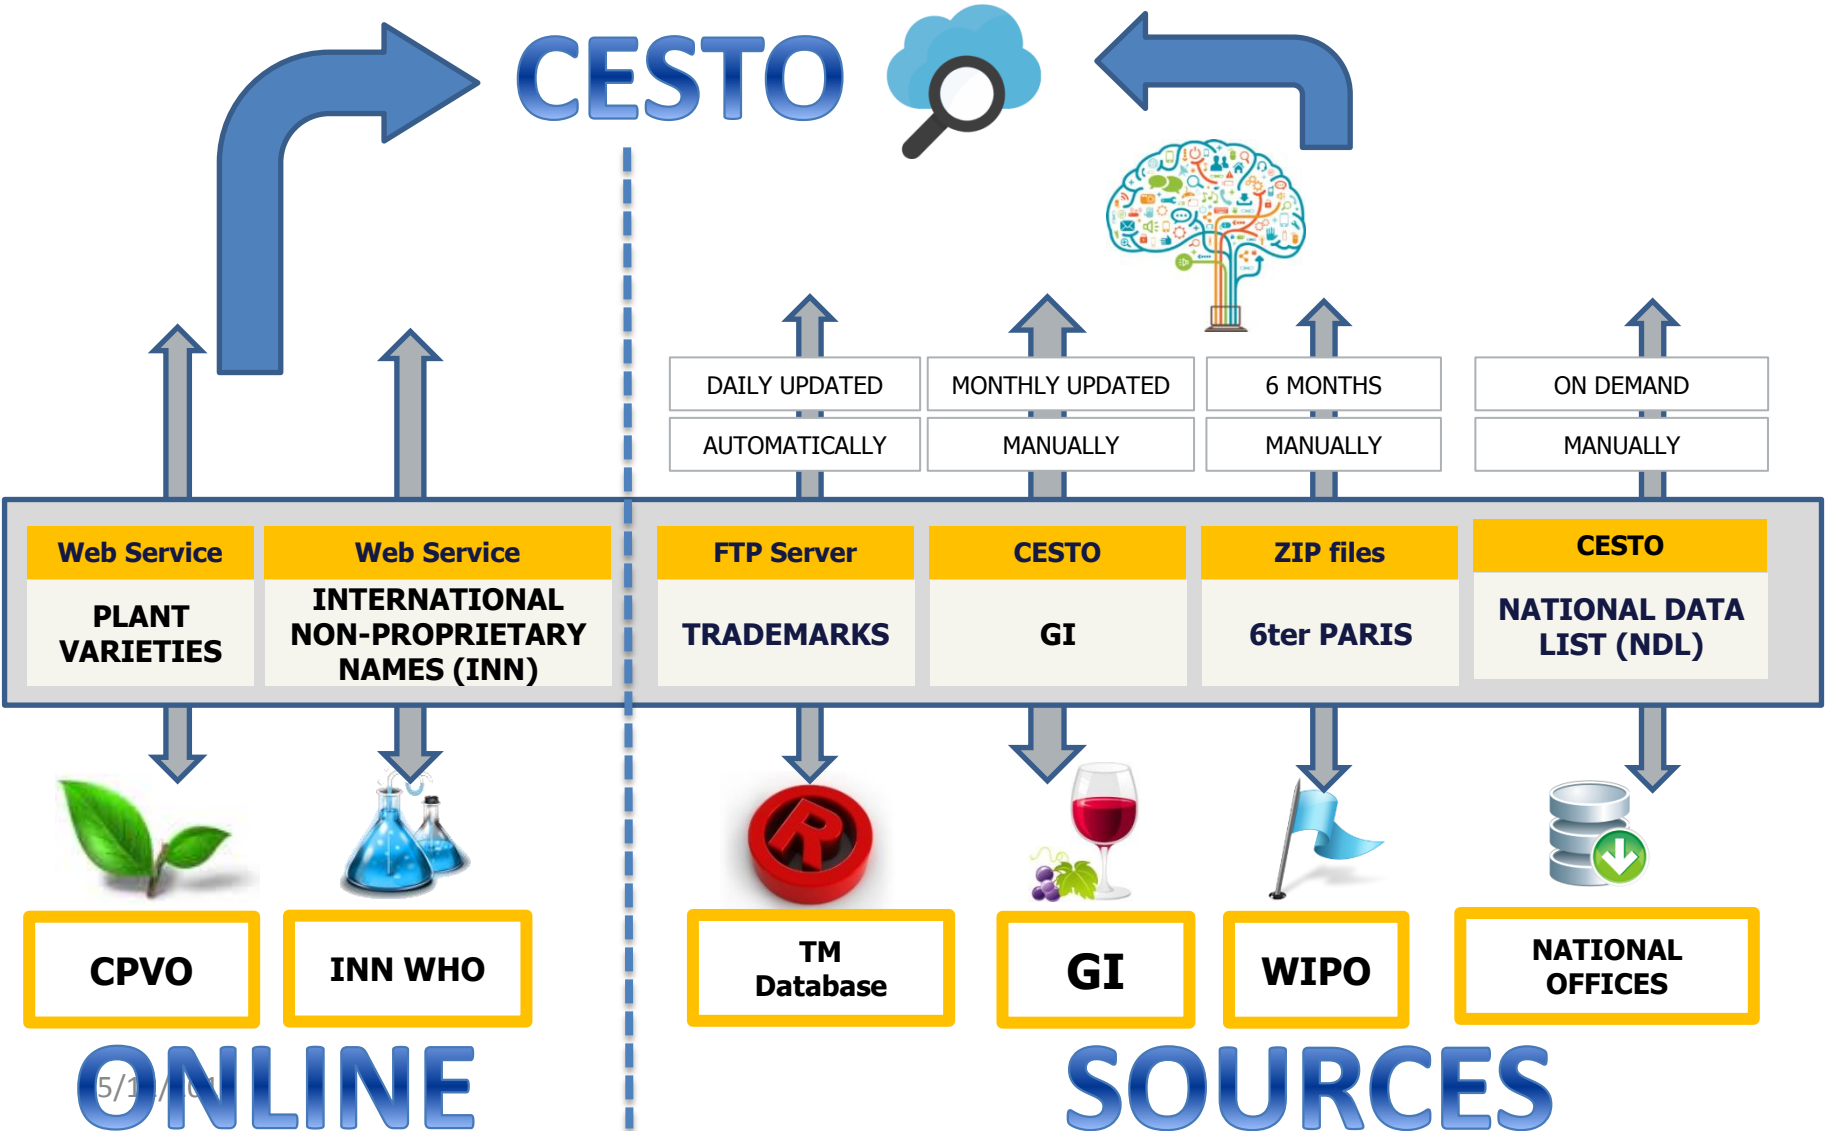 CESTO
DAILY UPDATED
MONTHLY UPDATED
6 MONTHS
ON DEMAND
AUTOMATICALLY
MANUALLY
MANUALLY
MANUALLY
Web Service
Web Service
FTP Server
CESTO
ZIP files
CESTO
PLANT
VARIETIES
INTERNATIONAL
NON-PROPRIETARY
NAMES (INN)
TRADEMARKS
GI
6ter PARIS
NATIONAL DATA
LIST (NDL)
R
CPVO
INN WHO
TM
Database
GI
WIPO
NATIONAL
OFFICES
ONLINE
SOURCES